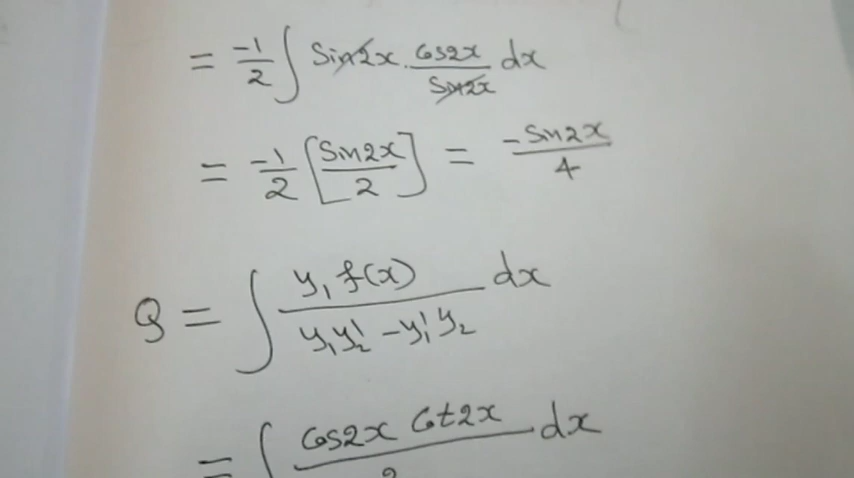 = -1/2 ∫ Sin2x · Cos2x/Sin2x dx
= -1/2 [Sin2x/2] = -Sin2x/4
Q = ∫ y₁ f(x)/(y₁y₂' - y₁'y₂) dx
= ∫ Cos2x Cot2x/2 dx